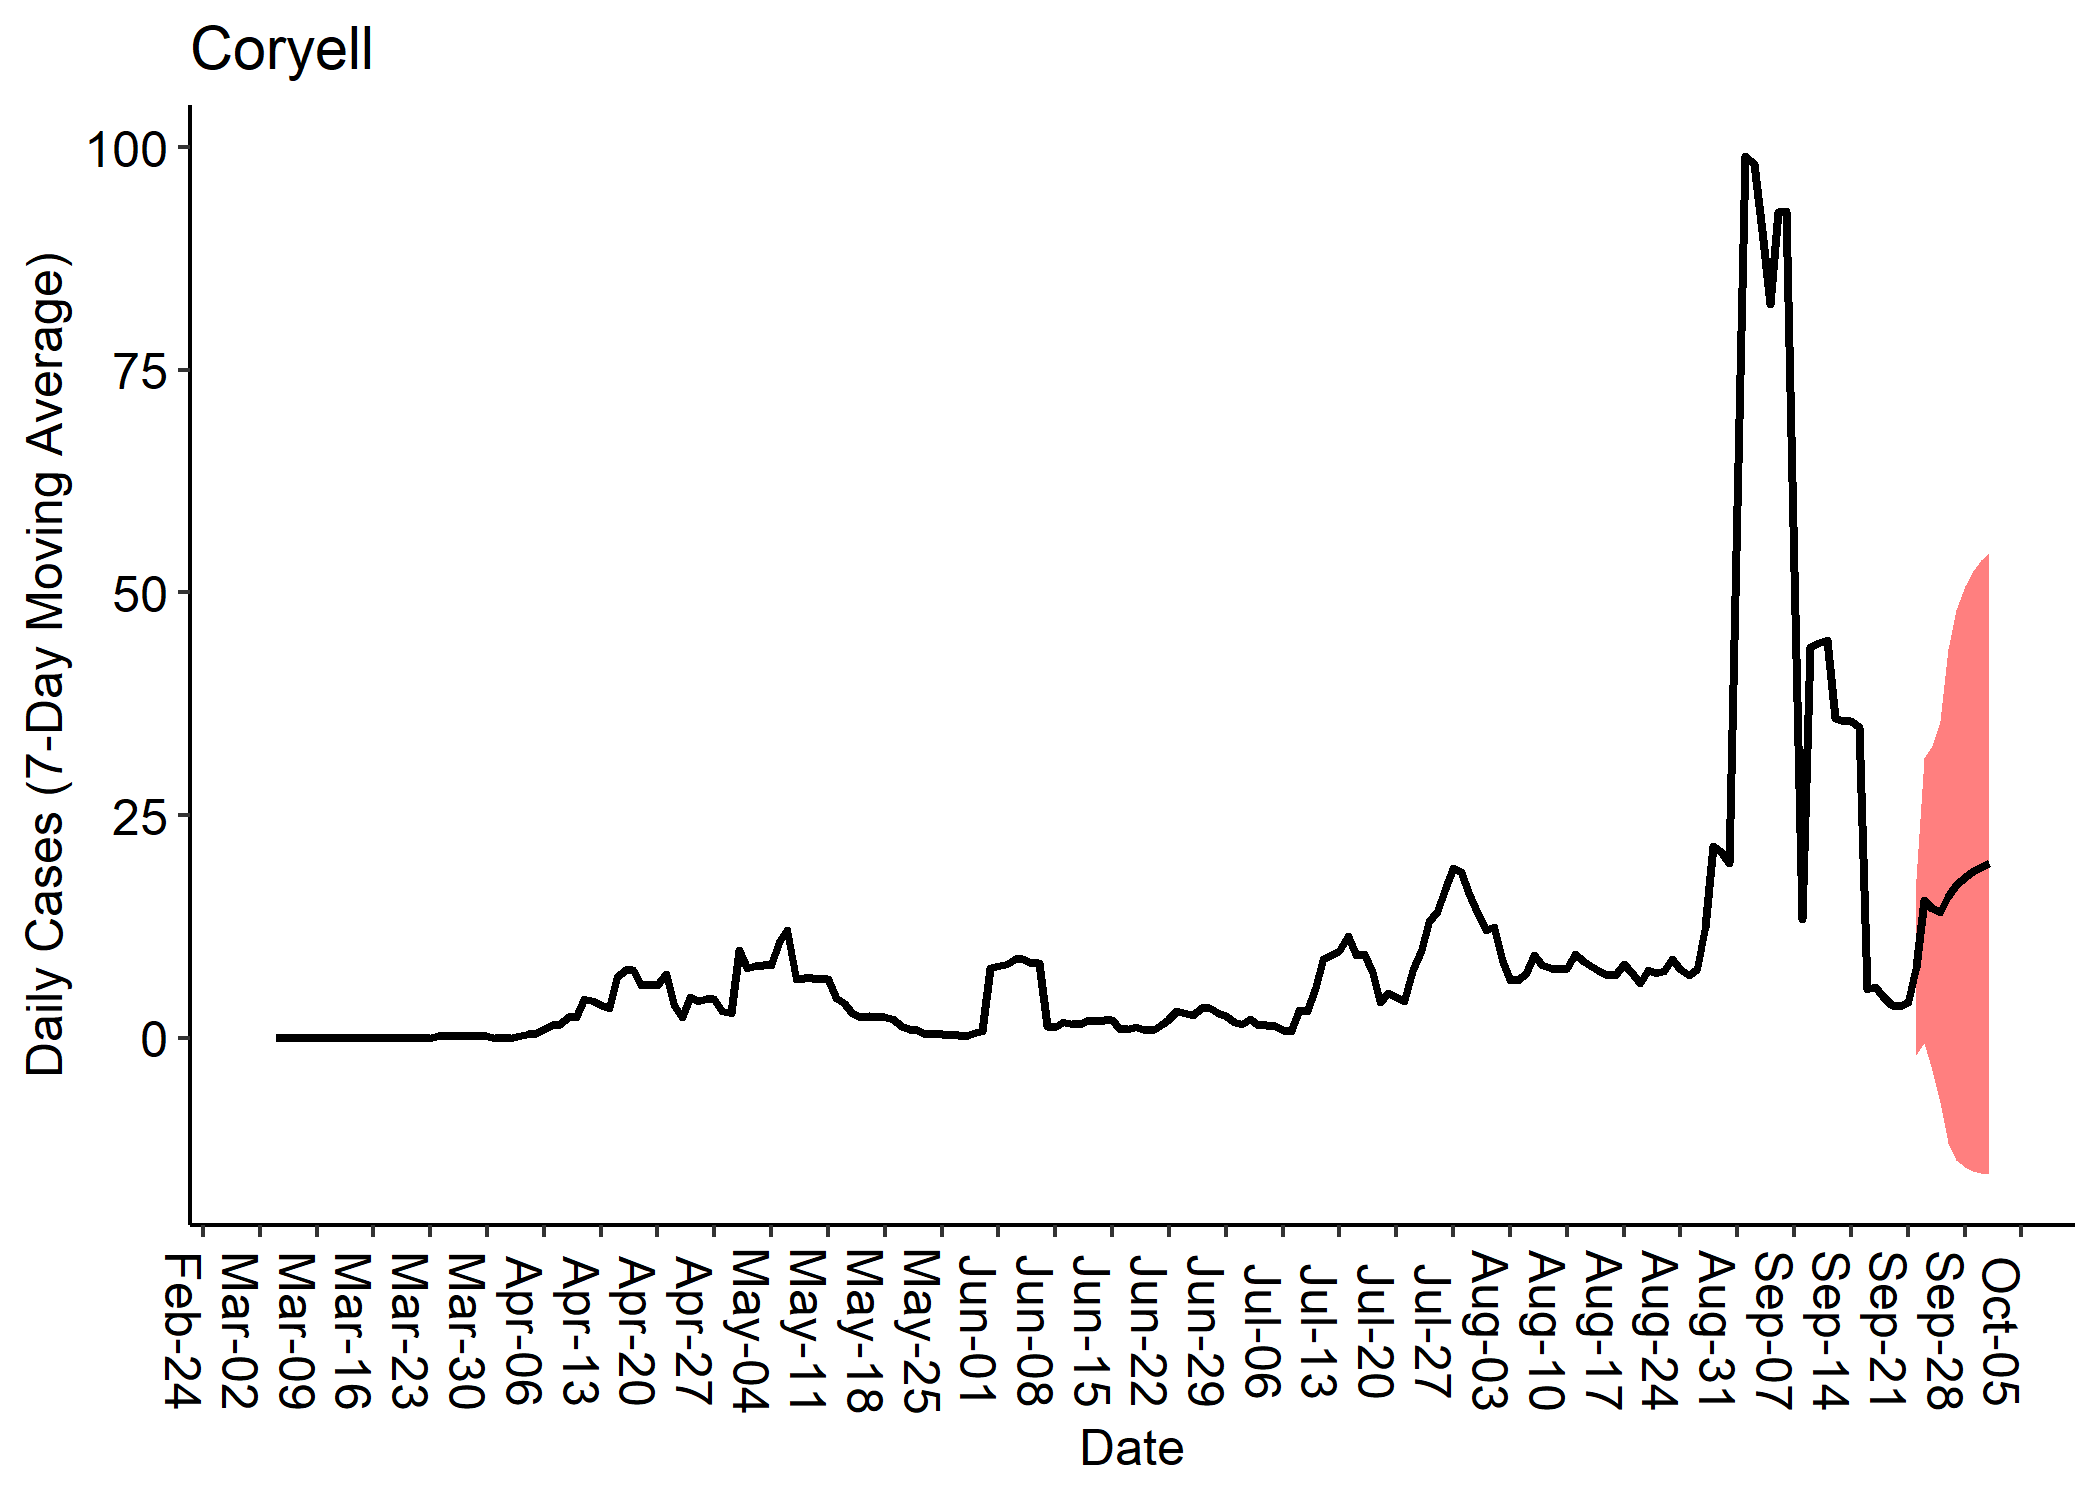 Coryell
Daily Cases (7-Day Moving Average)
100
75
50
25
0
Feb-24
Mar-02
Mar-09
Mar-16
Mar-23
Mar-30
Apr-06
Apr-13
Apr-20
Apr-27
May-04
May-11
May-18
May-25
Jun-01
Jun-08
Jun-15
Jun-22
Jun-29
Jul-06
Jul-13
Jul-20
Jul-27
Aug-03
Aug-10
Aug-17
Aug-24
Aug-31
Sep-07
Sep-14
Sep-21
Sep-28
Oct-05
Date